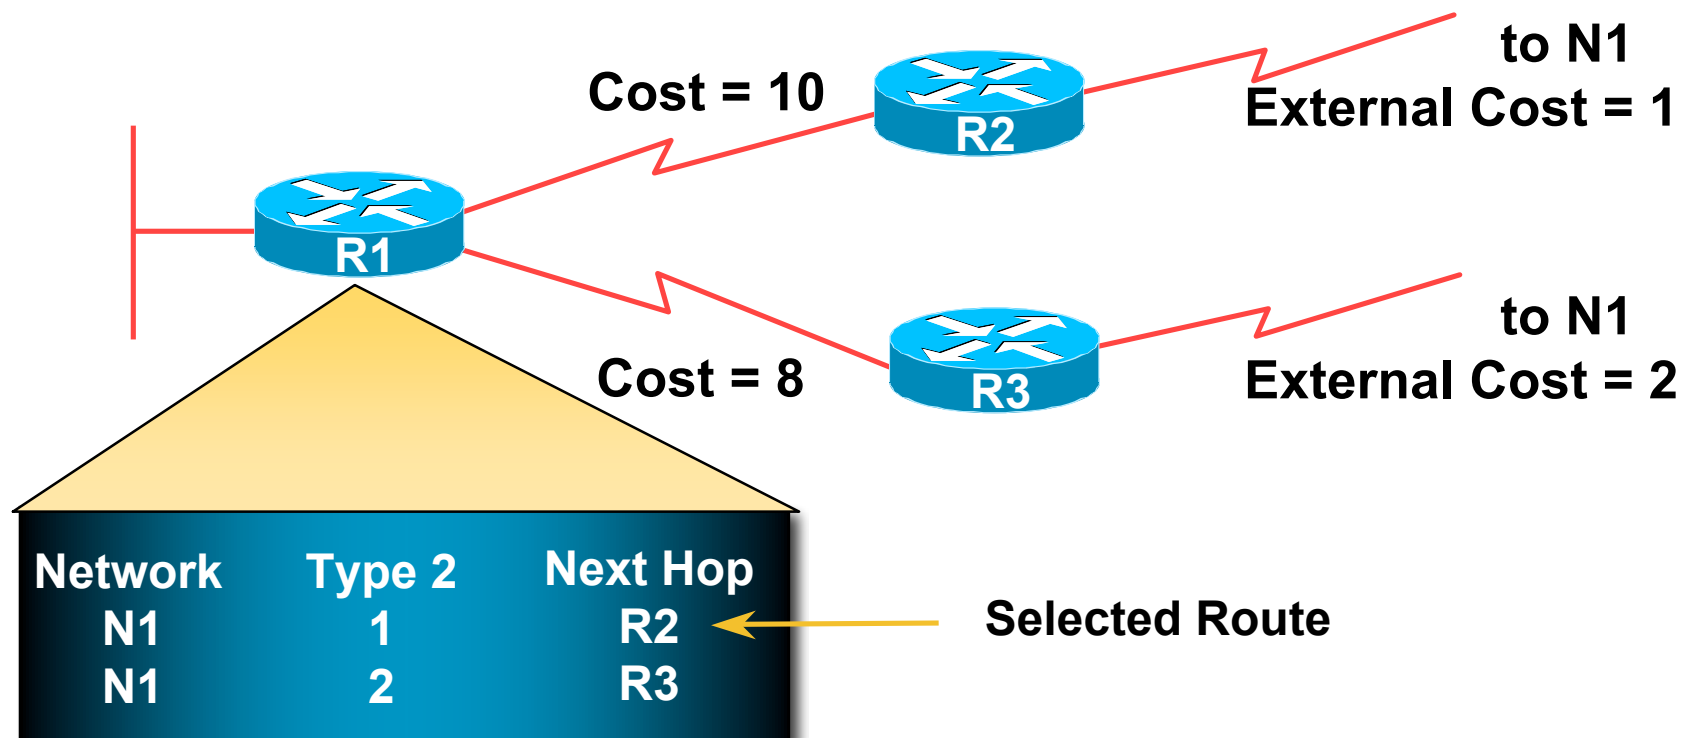 to N1
External Cost = 1
Cost = 10
R2
R1
to N1
External Cost = 2
Cost = 8
R3
Network Type 2 Next Hop
N1 1 R2
N1 2 R3
Selected Route